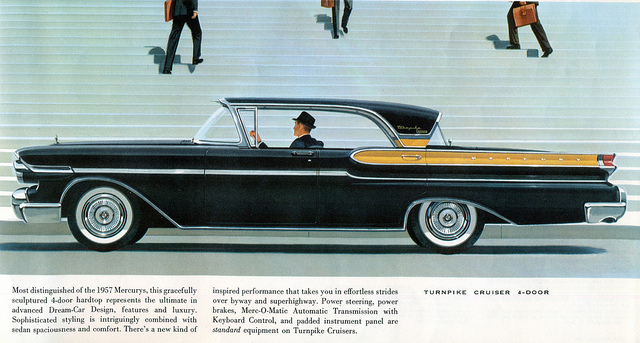 Turnpike
Cruiser
Most distinguished of the 1957 Mercurys, this gracefully
sculptured 4-door hardtop represents the ultimate in
advanced Dream-Car Design, features and luxury.
Sophisticated styling is intriguingly combined with
sedan spaciousness and comfort. There's a new kind of
inspired performance that takes you in effortless strides
over byway and superhighway. Power steering, power
brakes, Merc-O-Matic Automatic Transmission with
Keyboard Control, and padded instrument panel are
standard equipment on Turnpike Cruisers.
TURNPIKE CRUISER 4-DOOR